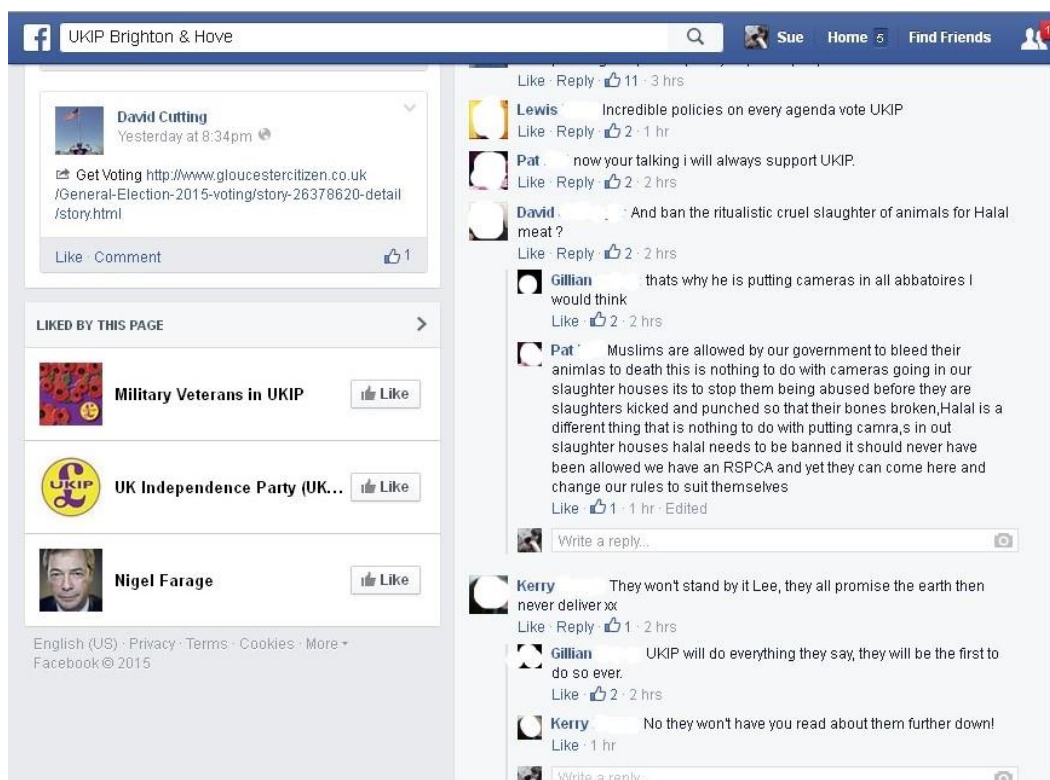 UKIP Brighton & Hove
Sue
Home 5
Find Friends
1
David Cutting
Yesterday at 8:34pm
Get Voting http://www.gloucestercitizen.co.uk
/General-Election-2015-voting/story-26378620-detail
/story.html
Like · Comment
1
LIKED BY THIS PAGE
Military Veterans in UKIP
Like
UKIP
UK Independence Party (UK...
Like
Nigel Farage
Like
English (US) · Privacy · Terms · Cookies · More
Facebook © 2015
Like · Reply · 11 · 3 hrs
Lewis Incredible policies on every agenda vote UKIP
Like · Reply · 2 · 1 hr
Pat now your talking i will always support UKIP.
Like · Reply · 2 · 2 hrs
David And ban the ritualistic cruel slaughter of animals for Halal
meat ?
Like · Reply · 2 · 2 hrs
Gillian thats why he is putting cameras in all abbatoires I
would think
Like · 2 · 2 hrs
Pat Muslims are allowed by our government to bleed their
animlas to death this is nothing to do with cameras going in our
slaughter houses its to stop them being abused before they are
slaughters kicked and punched so that their bones broken,Halal is a
different thing that is nothing to do with putting camra,s in out
slaughter houses halal needs to be banned it should never have
been allowed we have an RSPCA and yet they can come here and
change our rules to suit themselves
Like · 1 · 1 hr · Edited
Write a reply...
Kerry They won't stand by it Lee, they all promise the earth then
never deliver xx
Like · Reply · 1 · 2 hrs
Gillian UKIP will do everything they say, they will be the first to
do so ever.
Like · 2 · 2 hrs
Kerry No they won't have you read about them further down!
Like · 1 hr
Write a reply...